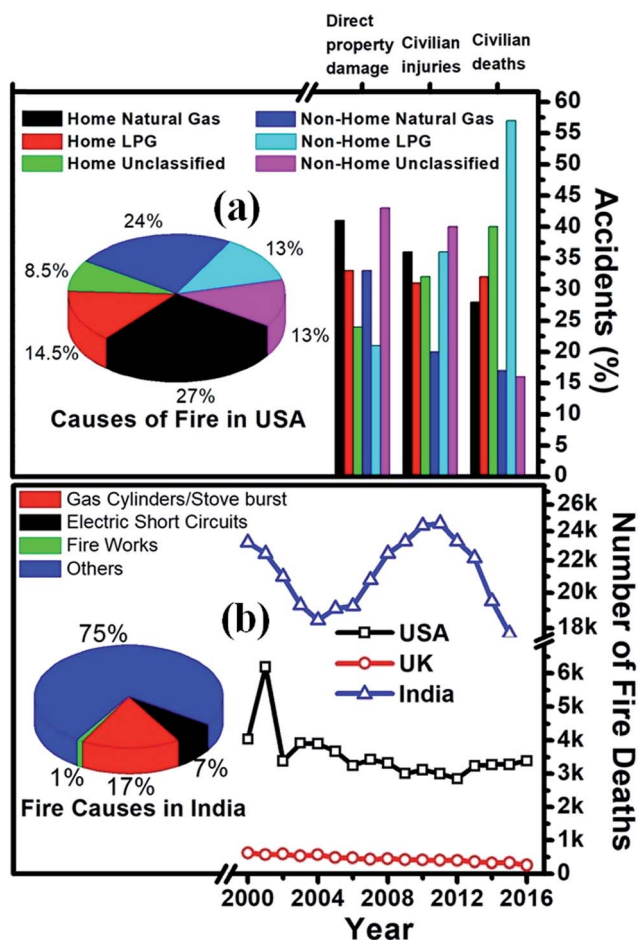 Direct property damage
Civilian injuries
Civilian deaths
Home Natural Gas
Non-Home Natural Gas
Home LPG
Non-Home LPG
Home Unclassified
Non-Home Unclassified
(a)
24%
13%
8.5%
13%
14.5%
27%
Causes of Fire in USA
60
55
50
45
40
35
30
25
20
15
10
5
0
Accidents (%)
Gas Cylinders/Stove burst
Electric Short Circuits
Fire Works
Others
(b)
75%
1%
17%
7%
Fire Causes in India
USA
UK
India
26k
24k
22k
20k
18k
6k
5k
4k
3k
2k
1k
0
Number of Fire Deaths
2000
2004
2008
2012
2016
Year